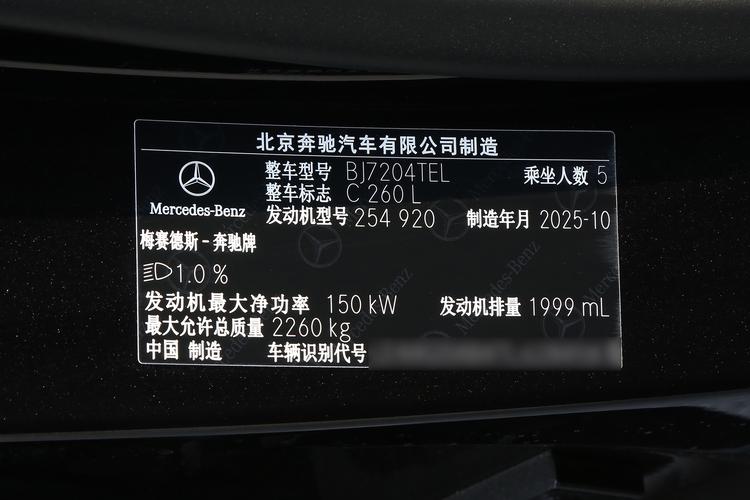 北京奔驰汽车有限公司制造
整车型号 BJ7204TEL 乘坐人数 5
整车标志 C 260 L
Mercedes-Benz
发动机型号 254 920 制造年月 2025-10
梅赛德斯-奔驰牌
1.0 %
发动机最大净功率 150 kW 发动机排量 1999 mL
最大允许总质量 2260 kg
中国 制造 车辆识别代号